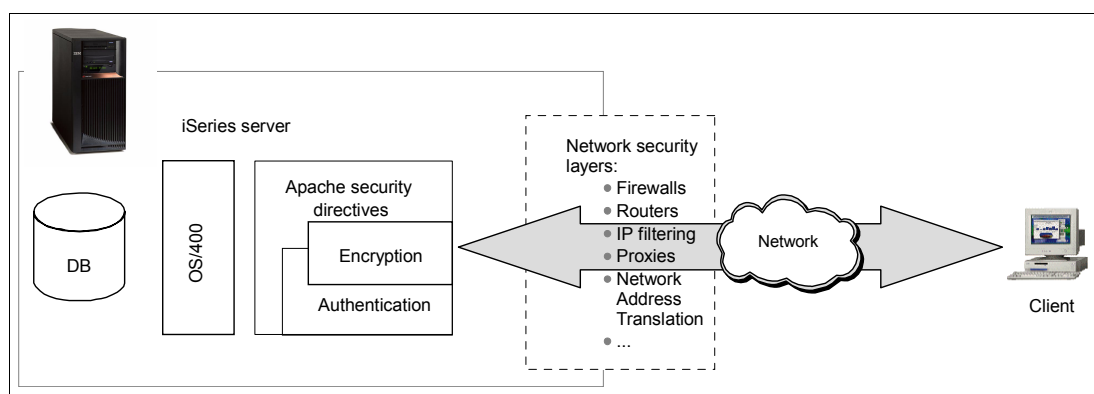 iSeries server
DB
OS/400
Apache security
directives
Encryption
Authentication
Network security
layers:
• Firewalls
• Routers
• IP filtering
• Proxies
• Network
Address
Translation
• ...
Network
Client